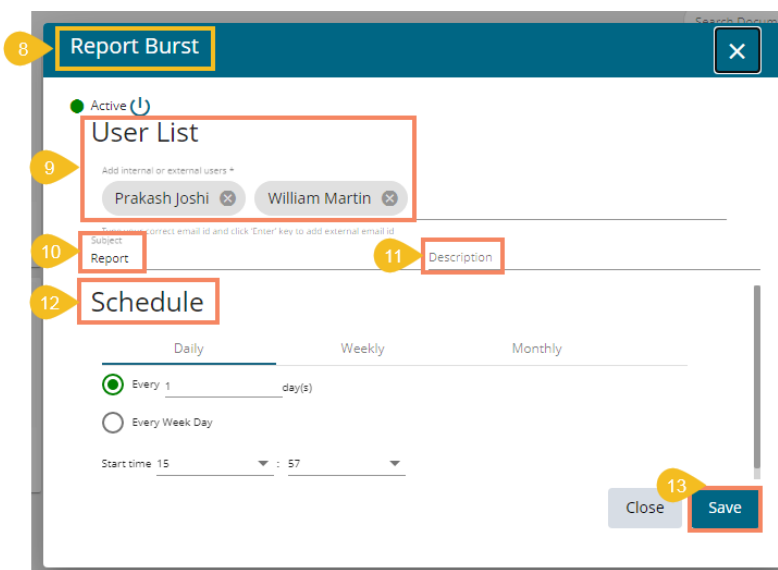 Search Docum
8 Report Burst
Active
User List
9 Add internal or external users *
Prakash Joshi William Martin
correct email id and click 'Enter' key to add external email id
10 Subject
Report 11 Description
12 Schedule
Daily Weekly Monthly
Every 1 day(s)
Every Week Day
Start time 15 : 57
13
Close Save